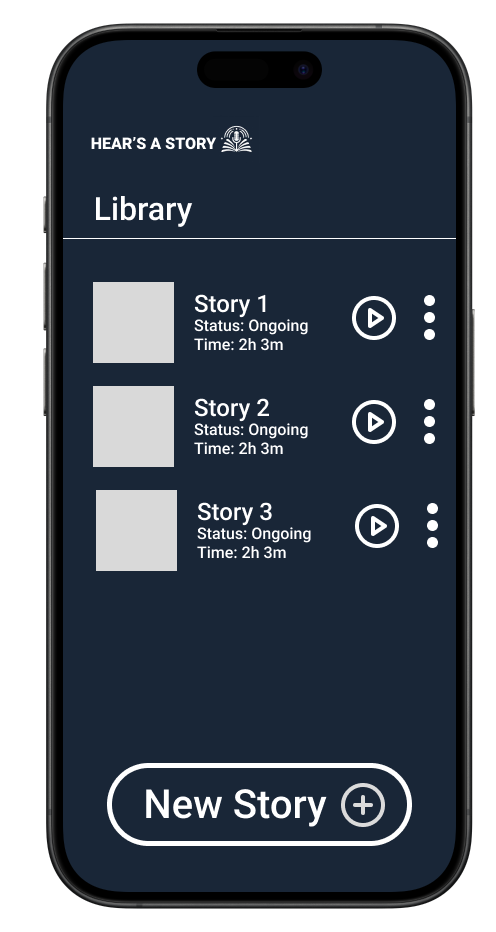 HEAR'S A STORY
Library
Story 1
Status: Ongoing
Time: 2h 3m
Story 2
Status: Ongoing
Time: 2h 3m
Story 3
Status: Ongoing
Time: 2h 3m
New Story